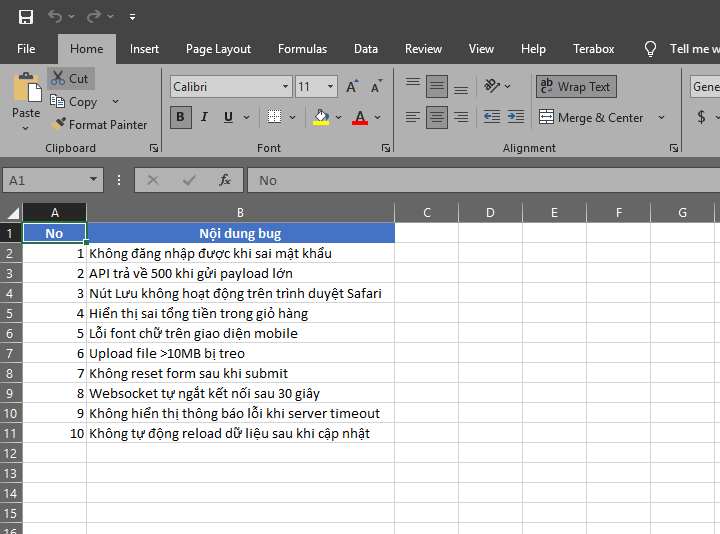 File Home Insert Page Layout Formulas Data Review View Help Terabox Tell me w
Cut
Copy
Format Painter
Paste
Clipboard
Calibri 11
B I U
Font
Wrap Text
Merge & Center
Alignment
Gene
$
A1 fx No
A B C D E F G
1 No Nội dung bug
2 1 Không đăng nhập được khi sai mật khẩu
3 2 API trả về 500 khi gửi payload lớn
4 3 Nút Lưu không hoạt động trên trình duyệt Safari
5 4 Hiển thị sai tổng tiền trong giỏ hàng
6 5 Lỗi font chữ trên giao diện mobile
7 6 Upload file >10MB bị treo
8 7 Không reset form sau khi submit
9 8 Websocket tự ngắt kết nối sau 30 giây
10 9 Không hiển thị thông báo lỗi khi server timeout
11 10 Không tự động reload dữ liệu sau khi cập nhật
12
13
14
15
16